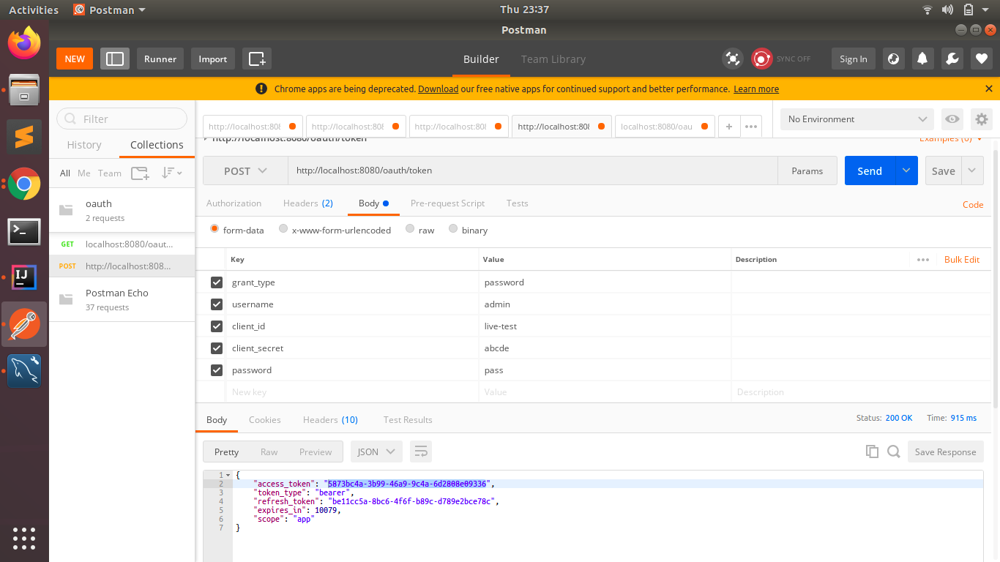 Activities Postman Thu 23:37
Postman
NEW Runner Import Builder Team Library SYNC OFF Sign In
Chrome apps are being deprecated. Download our free native apps for continued support and better performance. Learn more
Filter
History Collections
All Me Team
oauth
2 requests
GET localhost:8080/oaut...
POST http://localhost:808...
Postman Echo
37 requests
http://localhost:808 http://localhost:808 http://localhost:808 http://localhost:808 localhost:8080/oau + •••
No Environment
http://localhost:8080/oauth/token Examples (0)
POST http://localhost:8080/oauth/token Params Send Save
Authorization Headers (2) Body Pre-request Script Tests Code
form-data x-www-form-urlencoded raw binary
Key Value Description ••• Bulk Edit
grant_type password
username admin
client_id live-test
client_secret abcde
password pass
New key Value Description
Body Cookies Headers (10) Test Results Status: 200 OK Time: 915 ms
Pretty Raw Preview JSON Save Response
1 {
2 "access_token": "5873bc4a-3b99-46a9-9c4a-6d2808e09336",
3 "token_type": "bearer",
4 "refresh_token": "be11cc5a-8bc6-4f6f-b89c-d789e2bce78c",
5 "expires_in": 10079,
6 "scope": "app"
7 }